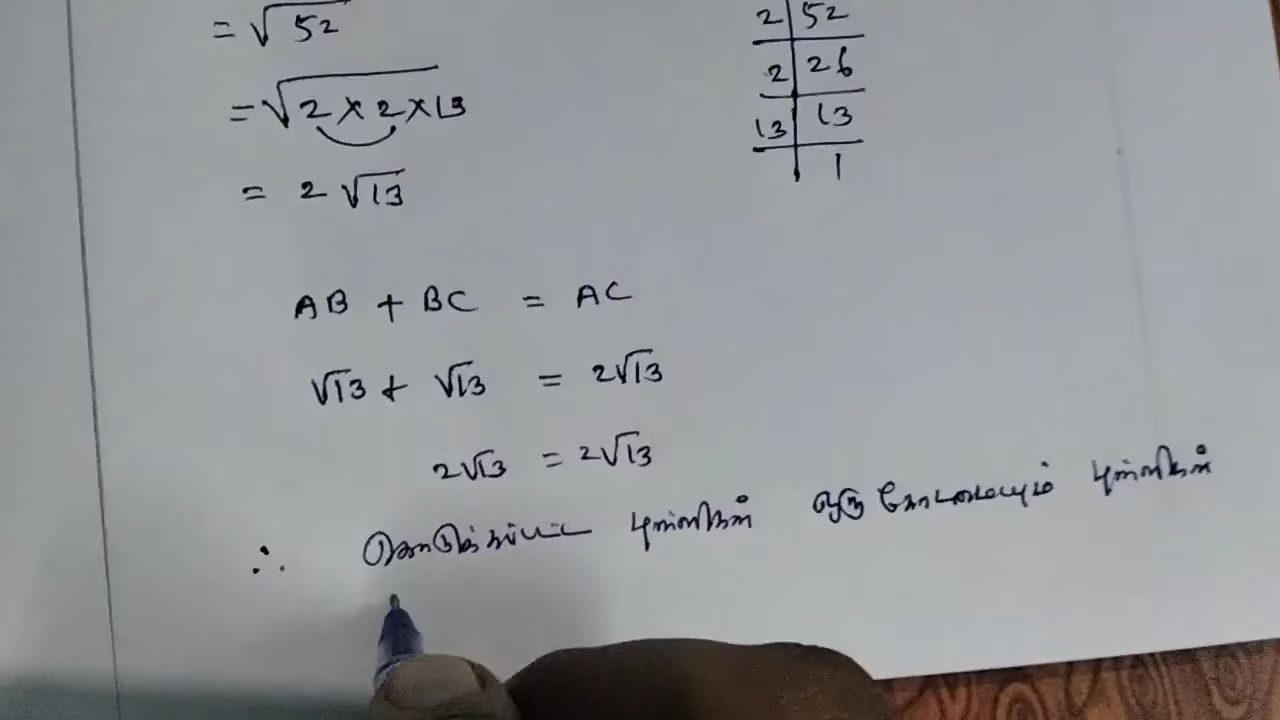 = √52
= √2×2×13
= 2√13
2 | 52
2 | 26
13 | 13
| 1
AB + BC = AC
√13 + √13 = 2√13
2√13 = 2√13
∴ கொடுக்கப்பட்ட புள்ளிகள் ஒரு கோடமையும் புள்ளிகள்